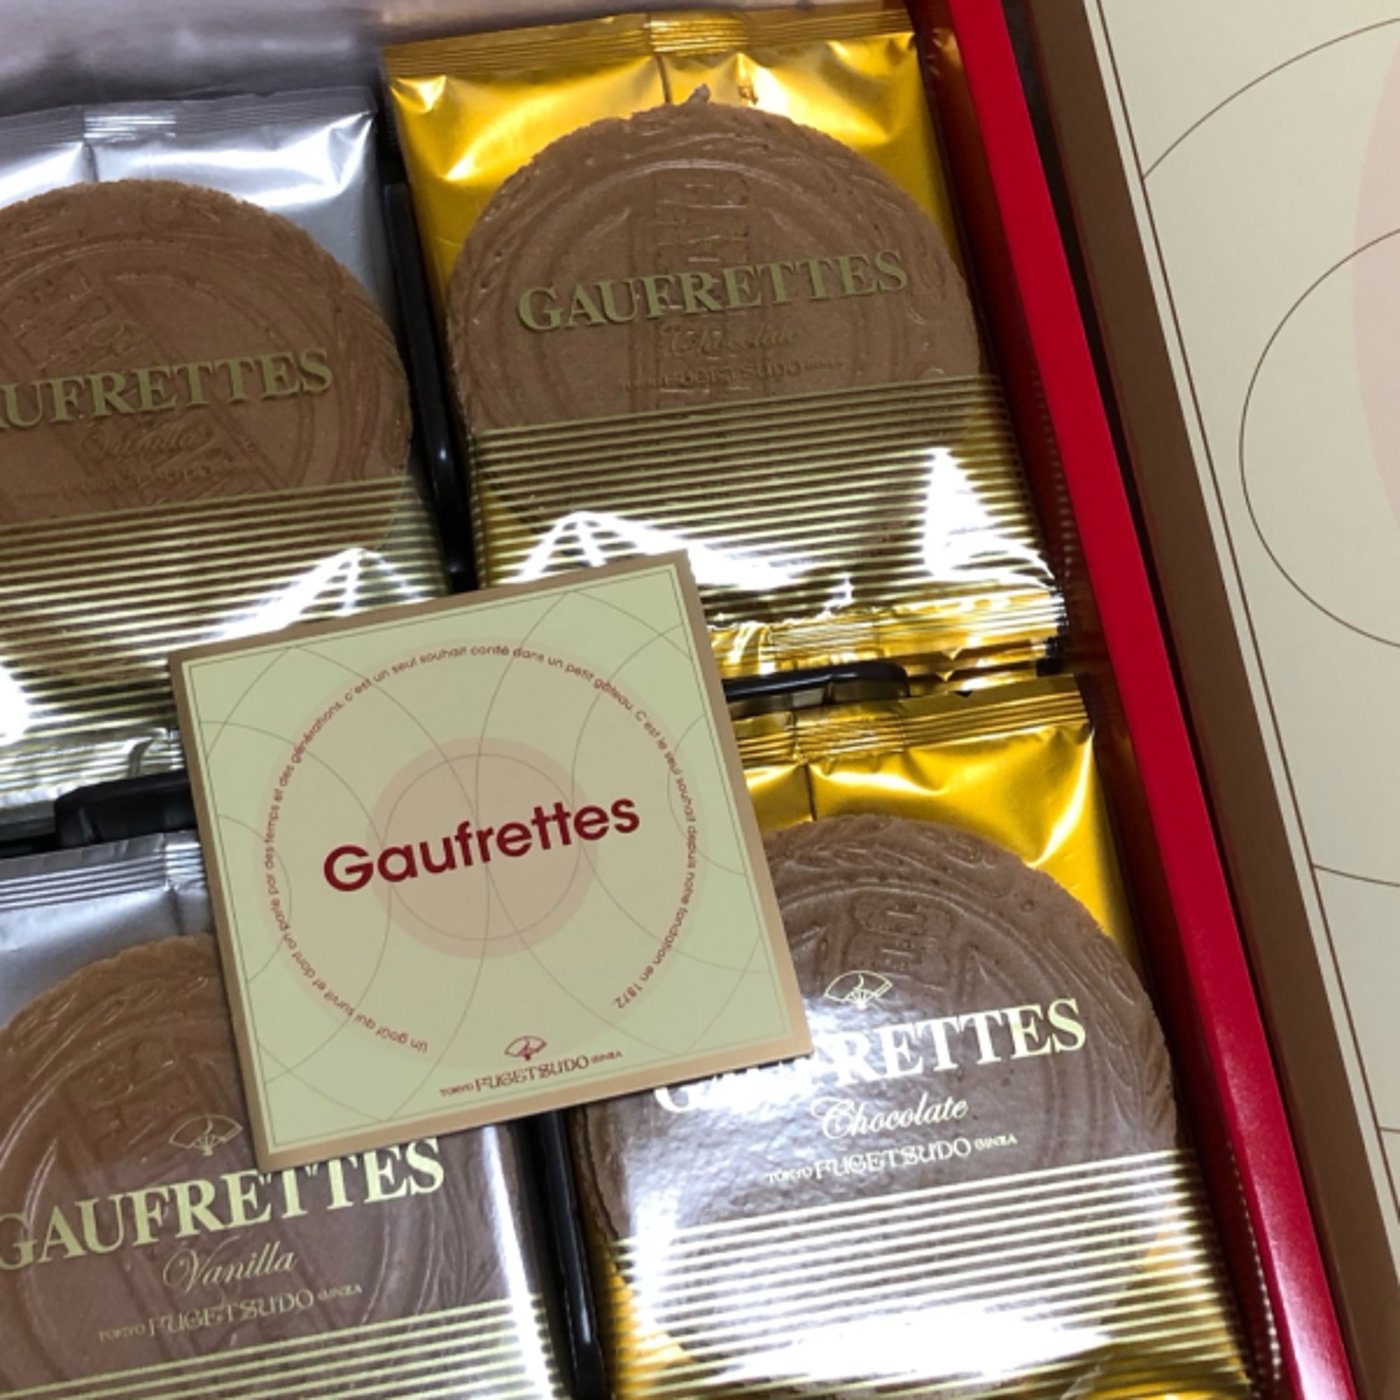 GAUFRETTES
Chocolate
FUGETSUDO
AUFRETTES
Vanilla
Un goût qui survit et dont on parle par des temps et des générations, c'est un seul souhait confié dans un petit gâteau. C'est le seul souhait depuis notre fondation en 1872.
Gaufrettes
TOKYO FUGETSUDO GINZA
GAUFRETTES
Chocolate
TOKYO FUGETSUDO GINZA
GAUFRETTES
Vanilla
TOKYO FUGETSUDO GINZA